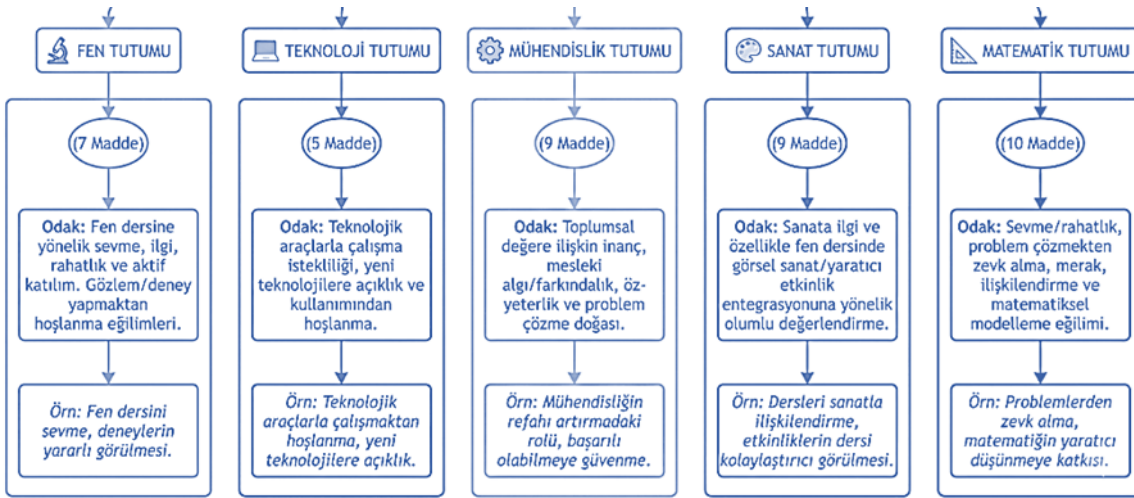 FEN TUTUMU
(7 Madde)
Odak: Fen dersine
yönelik sevme, ilgi,
rahatlık ve aktif
katılım. Gözlem/deney
yapmaktan
hoşlanma eğilimleri.
Örn: Fen dersini
sevme, deneylerin
yararlı görülmesi.
TEKNOLOJİ TUTUMU
(5 Madde)
Odak: Teknolojik
araçlarla çalışma
istekliliği, yeni
teknolojilere açıklık ve
kullanımından
hoşlanma.
Örn: Teknolojik
araçlarla çalışmaktan
hoşlanma, yeni
teknolojilere açıklık.
MÜHENDİSLİK TUTUMU
(9 Madde)
Odak: Toplumsal
değere ilişkin inanç,
mesleki
algı/farkındalık, öz-
yeterlik ve problem
çözme doğası.
Örn: Mühendisliğin
refahı artırmadaki
rolü, başarılı
olabilmeye güvenme.
SANAT TUTUMU
(9 Madde)
Odak: Sanata ilgi ve
özellikle fen dersinde
görsel sanat/yaratıcı
etkinlik
entegrasyonuna yönelik
olumlu değerlendirme.
Örn: Dersleri sanatla
ilişkilendirme,
etkinliklerin dersi
kolaylaştırıcı görülmesi.
MATEMATİK TUTUMU
(10 Madde)
Odak: Sevme/rahatlık,
problem çözmekten
zevk alma, merak,
ilişkilendirme ve
matematiksel
modelleme eğilimi.
Örn: Problemlerden
zevk alma,
matematiğin yaratıcı
düşünmeye katkısı.